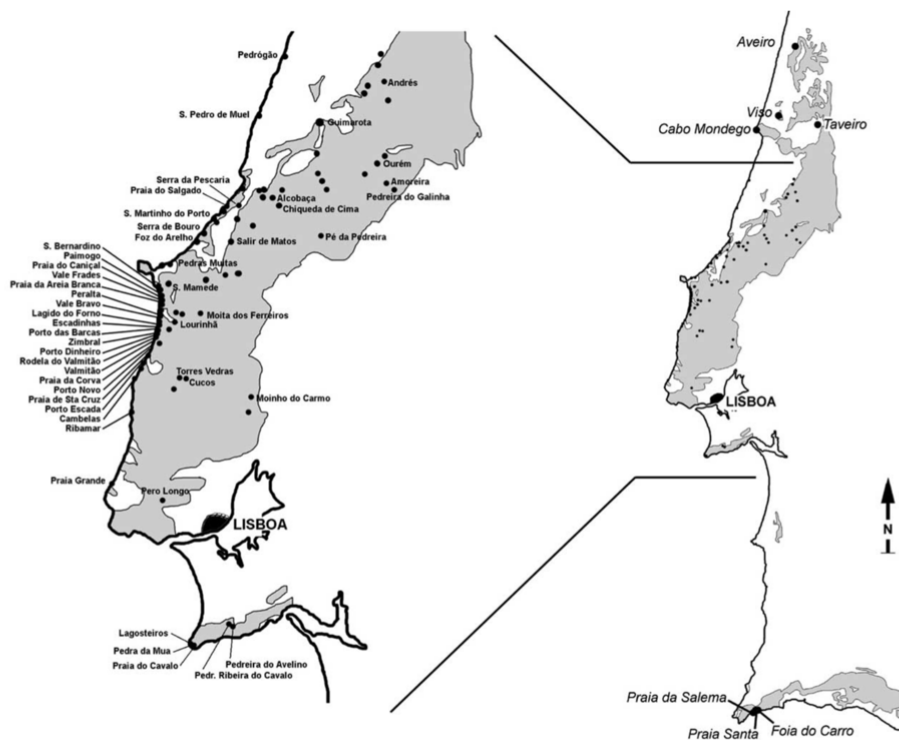 Pedrógão
Andrés
S. Pedro de Muel
Guimarota
Ourém
Serra da Pescaria
Amoreira
Praia do Salgado
Pedreira do Galinha
Alcobaça
Chiqueda de Cima
S. Martinho do Porto
Serra de Bouro
Foz do Arelho
Pé da Pedreira
Salir de Matos
S. Bernardino
Paimogo
Praia do Caniçal
Vale Frades
Praia da Areia Branca
Peralta
Vale Bravo
Lagido do Forno
Escadinhas
Porto das Barcas
Zimbral
Porto Dinheiro
Rodela do Valmitão
Valmitão
Praia da Corva
Porto Novo
Praia de Sta Cruz
Porto Escada
Cambelas
Ribamar
Pedras Muitas
S. Mamede
Moita dos Ferreiros
Lourinhã
Torres Vedras
Cucos
Moinho do Carmo
Praia Grande
Pero Longo
LISBOA
Lagosteiros
Pedra da Mua
Praia do Cavalo
Pedreira do Avelino
Pedr. Ribeira do Cavalo
Aveiro
Viso
Cabo Mondego
Taveiro
LISBOA
N
Praia da Salema
Praia Santa
Foia do Carro